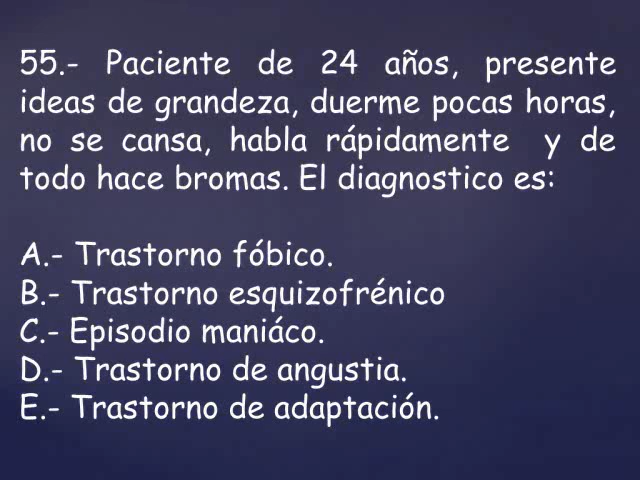 55.- Paciente de 24 años, presente
ideas de grandeza, duerme pocas horas,
no se cansa, habla rápidamente y de
todo hace bromas. El diagnostico es:
A.- Trastorno fóbico.
B.- Trastorno esquizofrénico
C.- Episodio maniáco.
D.- Trastorno de angustia.
E.- Trastorno de adaptación.